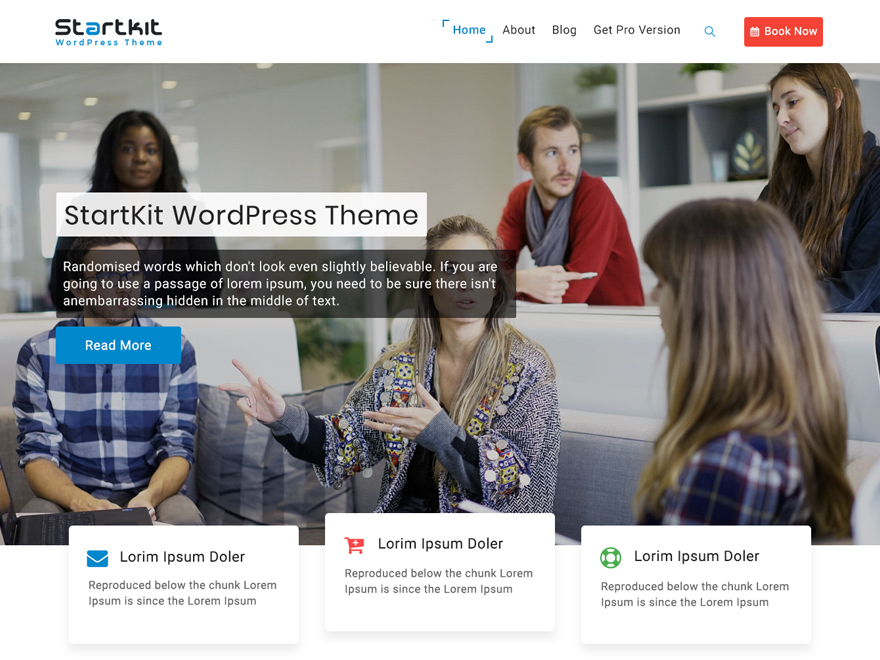 Startkit
WordPress Theme
Home
About
Blog
Get Pro Version
Book Now
StartKit WordPress Theme
Randomised words which don't look even slightly believable. If you are
going to use a passage of lorem ipsum, you need to be sure there isn't
anembarrassing hidden in the middle of text.
Read More
Lorim Ipsum Doler
Reproduced below the chunk Lorem
Ipsum is since the Lorem Ipsum
Lorim Ipsum Doler
Reproduced below the chunk Lorem
Ipsum is since the Lorem Ipsum
Lorim Ipsum Doler
Reproduced below the chunk Lorem
Ipsum is since the Lorem Ipsum